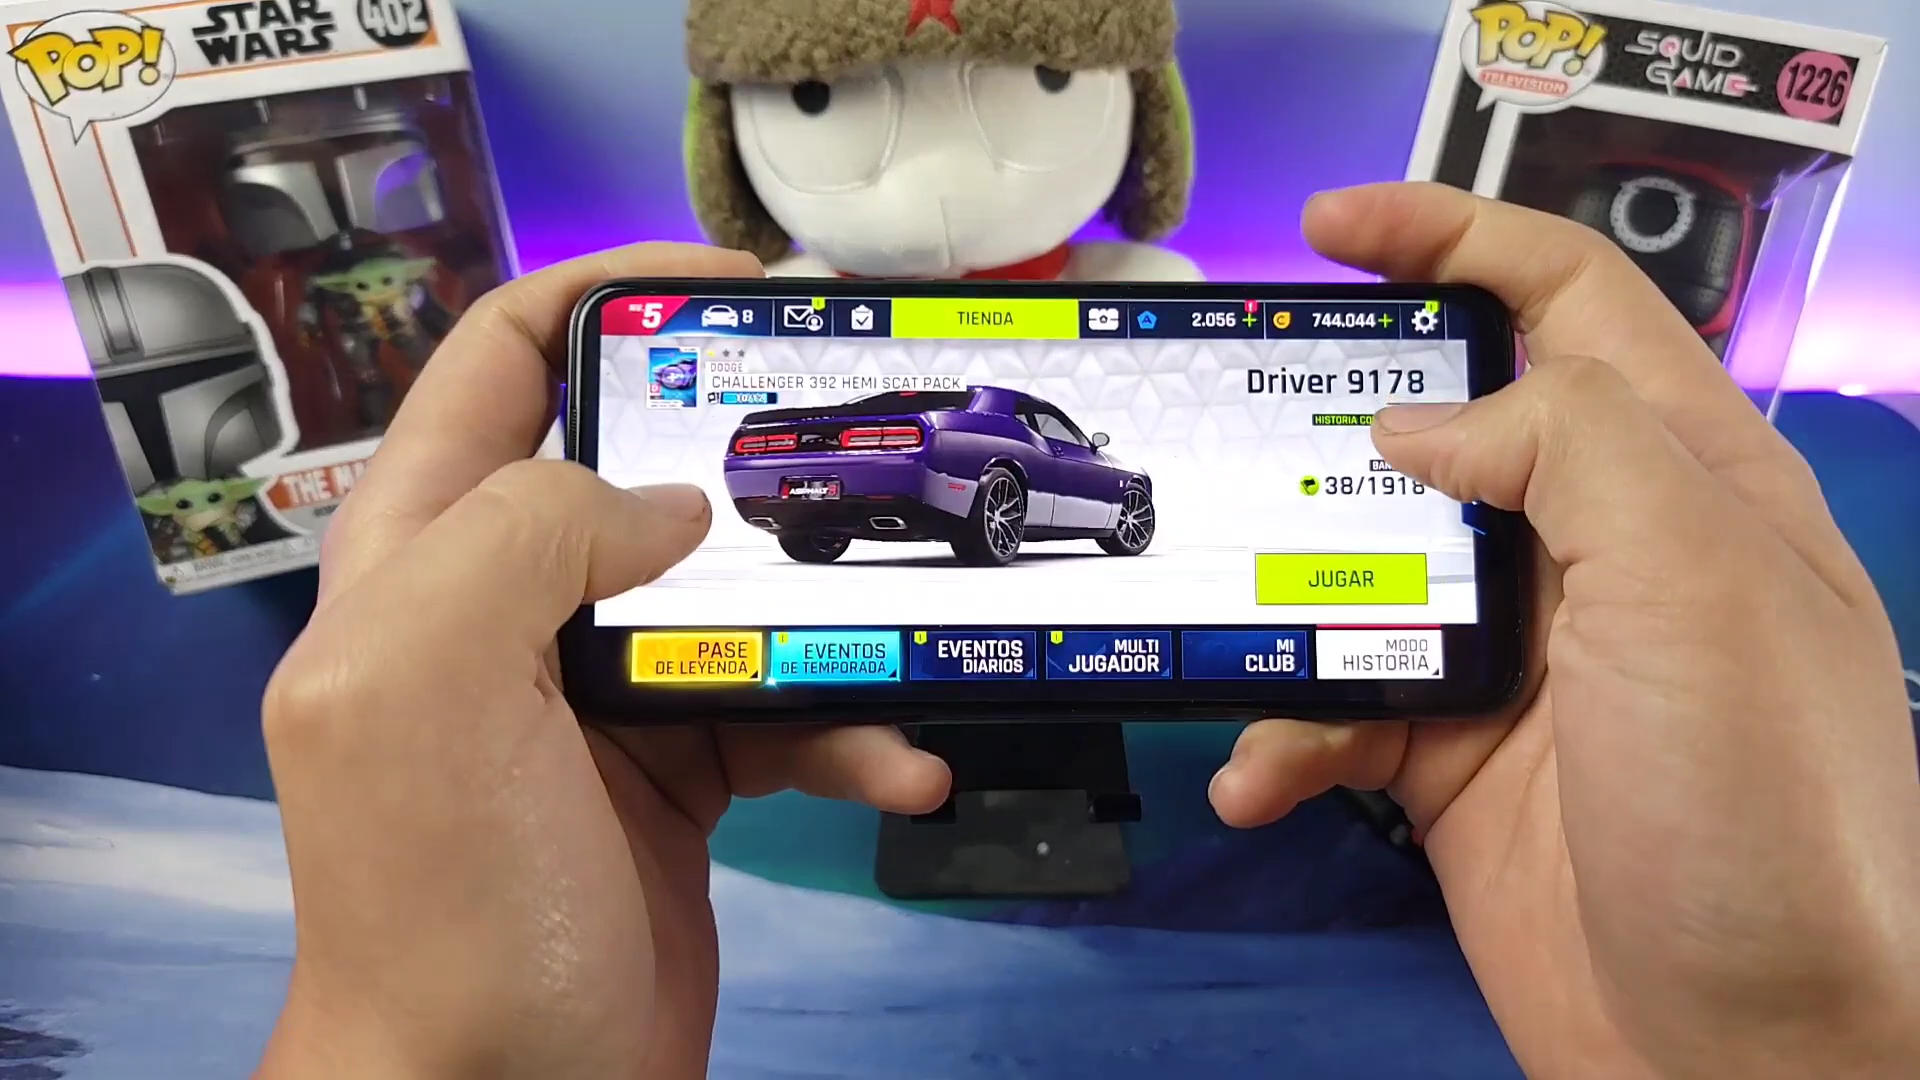 POP!
STAR
WARS
402
POP!
TELEVISION
SQUID
GAME
1226
THE
5
8
TIENDA
2.056
744.044
DODGE
CHALLENGER 392 HEMI SCAT PACK
Driver 9178
HISTORIA
38/1918
ASPHALT
JUGAR
PASE
DE LEYENDA
EVENTOS
DE TEMPORADA
EVENTOS
DIARIOS
MULTI
JUGADOR
MI
CLUB
MODO
HISTORIA